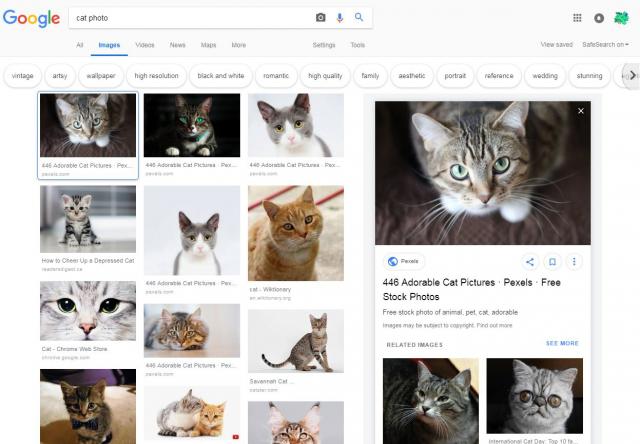 Google
cat photo
All Images Videos News Maps More Settings Tools
View saved SafeSearch on
vintage artsy wallpaper high resolution black and white romantic high quality family aesthetic portrait reference wedding stunning
446 Adorable Cat Pictures · Pex...
pexels.com
446 Adorable Cat Pictures · Pex...
pexels.com
446 Adorable Cat Pictures · Pex...
pexels.com
How to Cheer Up a Depressed Cat
readersdigest.ca
446 Adorable Cat Pictures · Pex...
pexels.com
cat - Wiktionary
en.wiktionary.org
Cat - Chrome Web Store
chrome.google.com
446 Adorable Cat Pictures · Pex...
pexels.com
Savannah Cat ...
catster.com
Pexels
446 Adorable Cat Pictures · Pexels · Free
Stock Photos
Free stock photo of animal, pet, cat, adorable
Images may be subject to copyright. Find out more
RELATED IMAGES SEE MORE
International Cat Day: Top 10 fa...